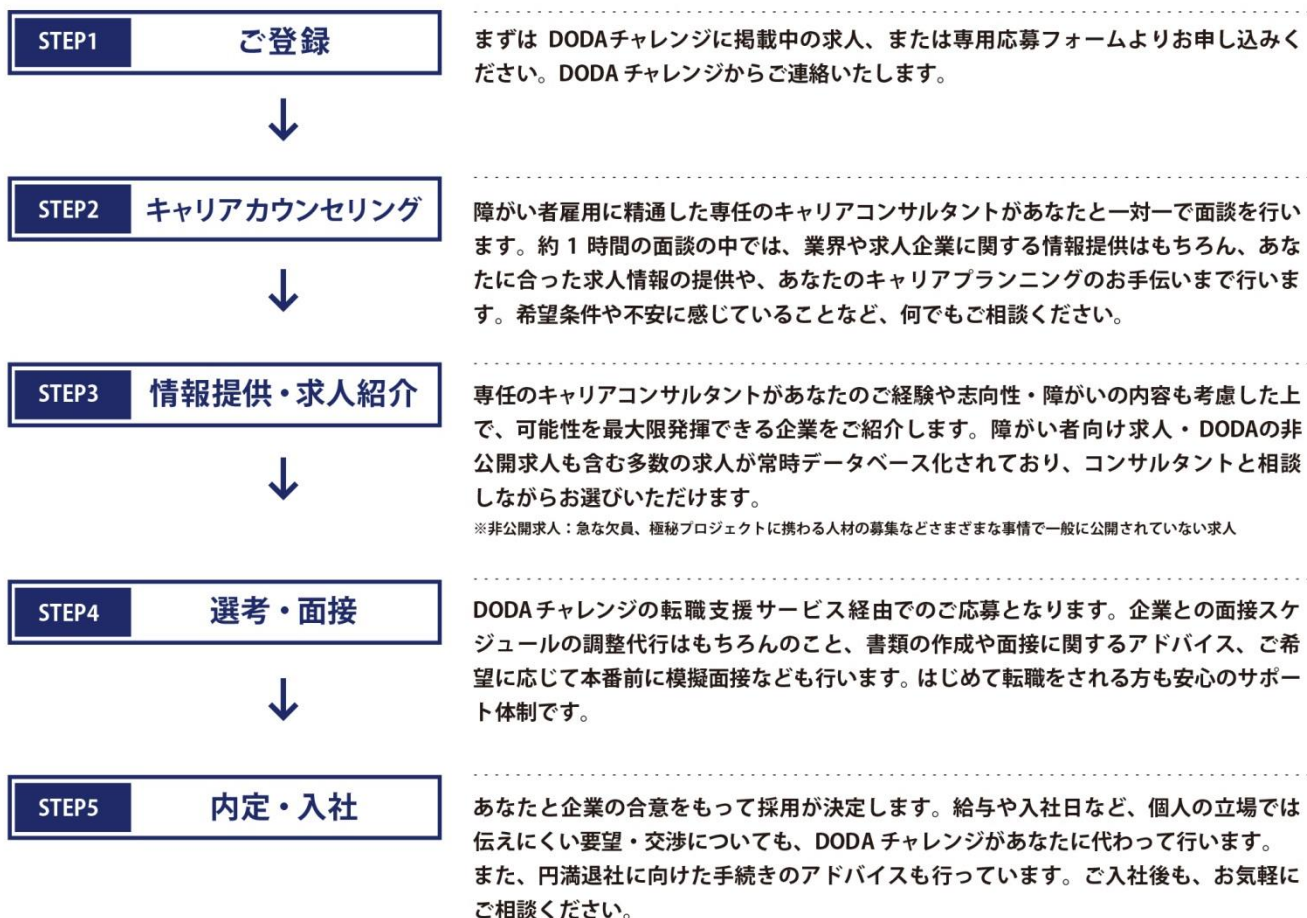 STEP1 ご登録
まずは DODAチャレンジに掲載中の求人、または専用応募フォームよりお申し込みく
ださい。DODA チャレンジからご連絡いたします。
↓
STEP2 キャリアカウンセリング
障がい者雇用に精通した専任のキャリアコンサルタントがあなたと一対一で面談を行い
ます。約 1 時間の面談の中では、業界や求人企業に関する情報提供はもちろん、あな
たに合った求人情報の提供や、あなたのキャリアプランニングのお手伝いまで行いま
す。希望条件や不安に感じていることなど、何でもご相談ください。
↓
STEP3 情報提供・求人紹介
専任のキャリアコンサルタントがあなたのご経験や志向性・障がいの内容も考慮した上
で、可能性を最大限発揮できる企業をご紹介します。障がい者向け求人・DODAの非
公開求人も含む多数の求人が常時データベース化されており、コンサルタントと相談
しながらお選びいただけます。
※非公開求人：急な欠員、極秘プロジェクトに携わる人材の募集などさまざまな事情で一般に公開されていない求人
↓
STEP4 選考・面接
DODAチャレンジの転職支援サービス経由でのご応募となります。企業との面接スケ
ジュールの調整代行はもちろんのこと、書類の作成や面接に関するアドバイス、ご希
望に応じて本番前に模擬面接なども行います。はじめて転職をされる方も安心のサポー
ト体制です。
↓
STEP5 内定・入社
あなたと企業の合意をもって採用が決定します。給与や入社日など、個人の立場では
伝えにくい要望・交渉についても、DODA チャレンジがあなたに代わって行います。
また、円満退社に向けた手続きのアドバイスも行っています。ご入社後も、お気軽に
ご相談ください。